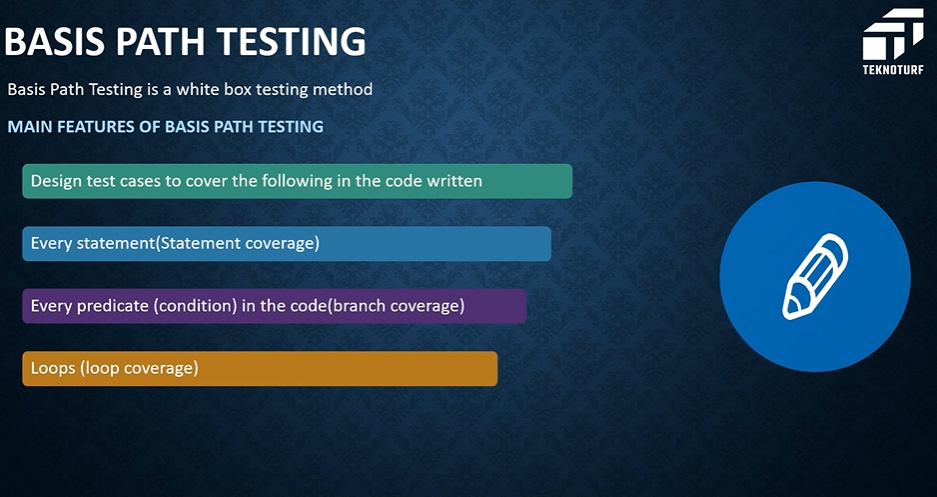 BASIS PATH TESTING
TEKNOTURF
Basis Path Testing is a white box testing method
MAIN FEATURES OF BASIS PATH TESTING
Design test cases to cover the following in the code written
Every statement(Statement coverage)
Every predicate (condition) in the code(branch coverage)
Loops (loop coverage)